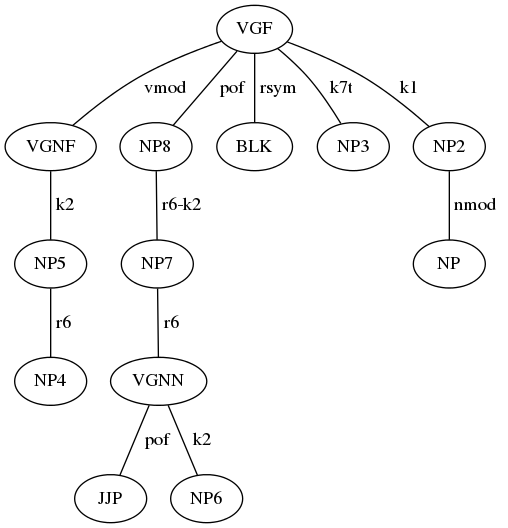 VGF
vmod pof rsym k7t k1
VGNF NP8 BLK NP3 NP2
k2 r6-k2 nmod
NP5 NP7 NP
r6 r6
NP4 VGNN
pof k2
JJP NP6